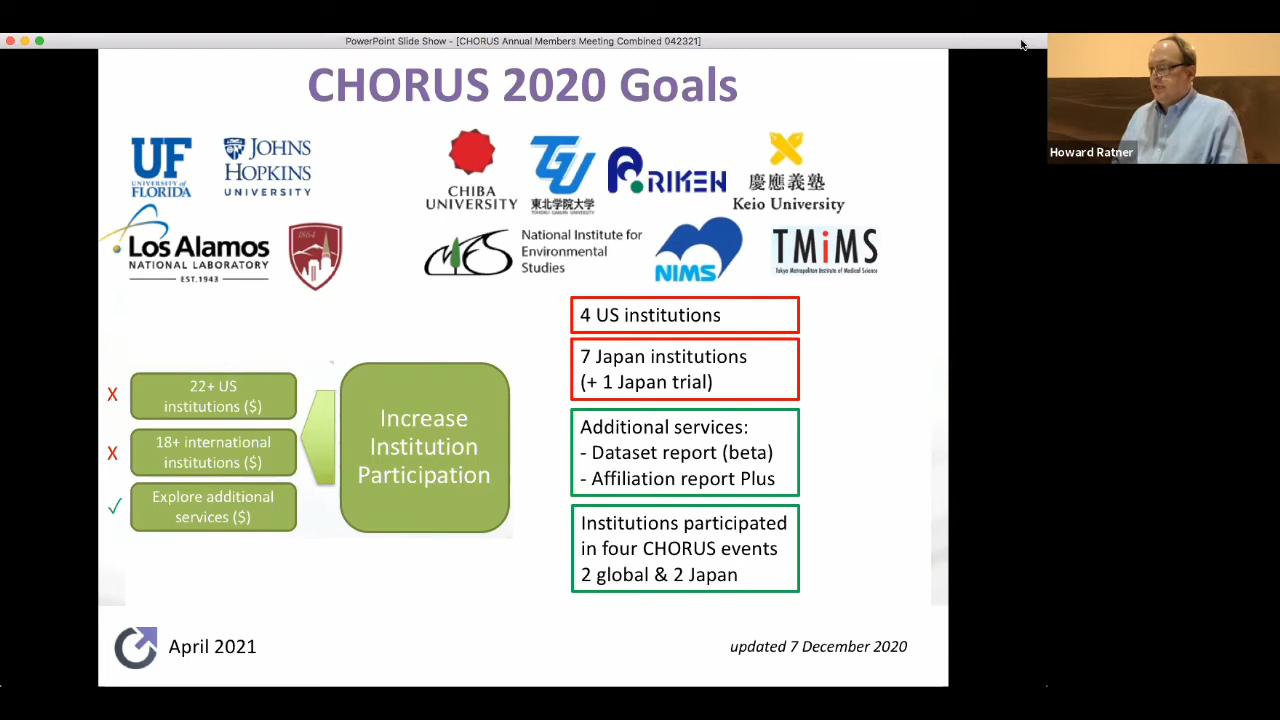 PowerPoint Slide Show - [CHORUS Annual Members Meeting Combined 042321]
CHORUS 2020 Goals
UF
UNIVERSITY of
FLORIDA
JOHNS
HOPKINS
UNIVERSITY
CHIBA
UNIVERSITY
TGU
東北学院大学
TOHOKU GAKUIN UNIVERSITY
RIKEN
慶應義塾
Keio University
Howard Ratner
Los Alamos
NATIONAL LABORATORY
EST.1943
1864
National Institute for
Environmental
Studies
NIMS
TMiMS
Tokyo Metropolitan Institute of Medical Science
4 US institutions
7 Japan institutions
(+ 1 Japan trial)
X
22+ US
institutions ($)
X
18+ international
institutions ($)
✓
Explore additional
services ($)
Increase
Institution
Participation
Additional services:
- Dataset report (beta)
- Affiliation report Plus
Institutions participated
in four CHORUS events
2 global & 2 Japan
April 2021
updated 7 December 2020